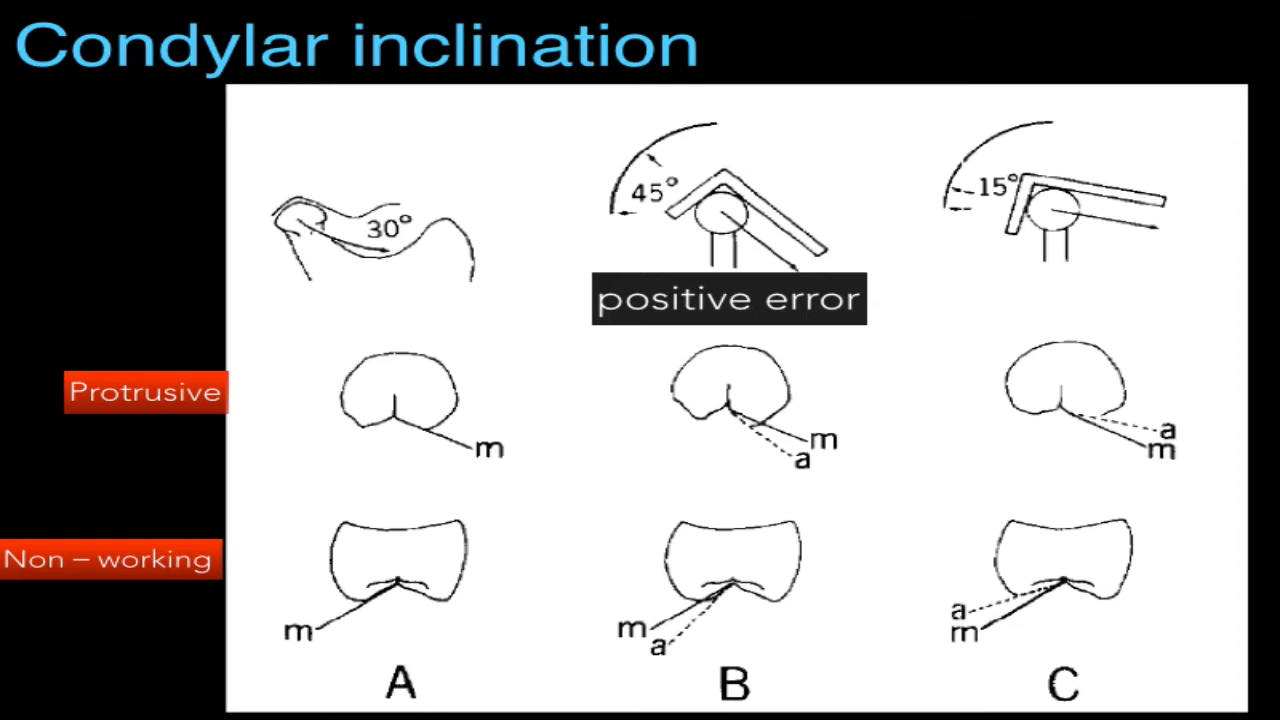 Condylar inclination
30°
45°
15°
positive error
Protrusive
m
m
a
a
m
Non – working
m
m
a
a
m
A
B
C